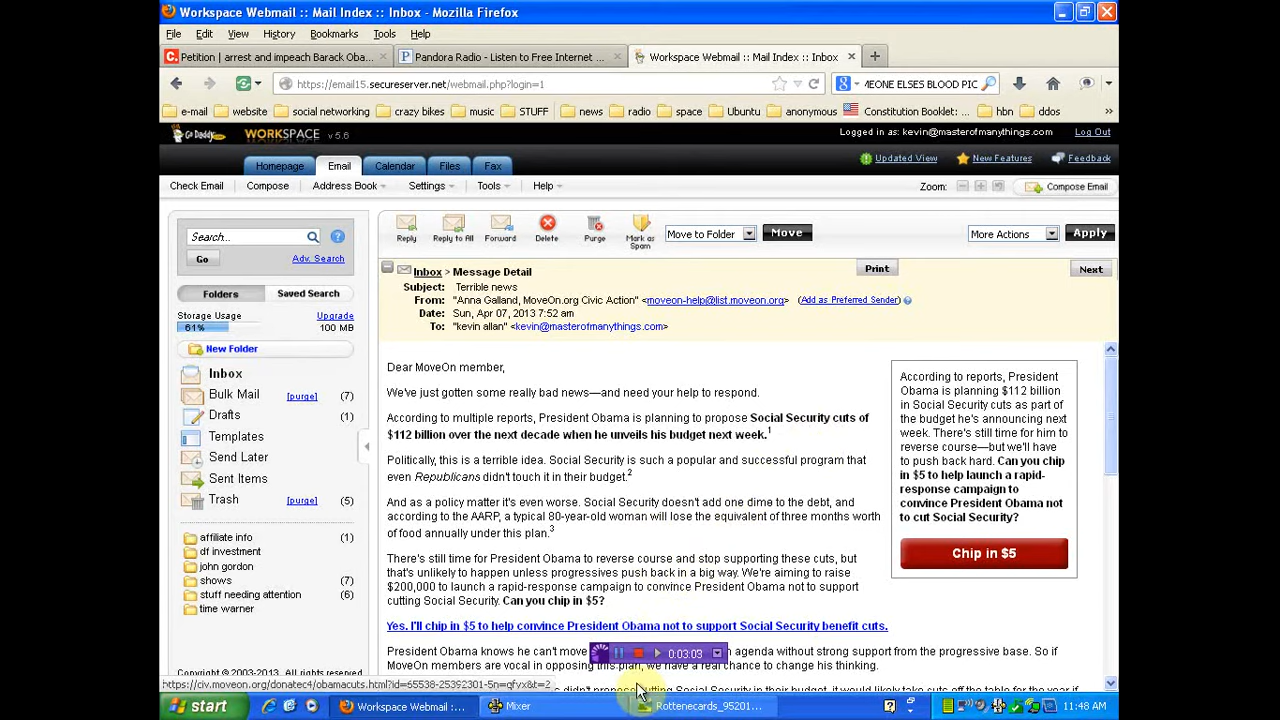 Workspace Webmail :: Mail Index :: Inbox - Mozilla Firefox
File Edit View History Bookmarks Tools Help
Petition | arrest and impeach Barack Oba... Pandora Radio - Listen to Free Internet ... Workspace Webmail :: Mail Index :: Inbox
https://email15.secureserver.net/webmail.php?login=1 EONE ELSES BLOOD PIC
e-mail website social networking crazy bikes music STUFF news radio space Ubuntu anonymous Constitution Booklet:... hbn ddos
Go Daddy WORKSPACE v 5.6 Logged in as: kevin@masterofmanythings.com Log Out
Homepage Email Calendar Files Fax Updated View New Features Feedback
Check Email Compose Address Book Settings Tools Help Zoom: Compose Email
Search...
Go Adv. Search
Folders Saved Search
Storage Usage Upgrade
61% 100 MB
New Folder
Inbox
Bulk Mail [purge] (7)
Drafts (1)
Templates
Send Later
Sent Items
Trash [purge] (5)
affiliate info (1)
df investment
john gordon
shows (7)
stuff needing attention (6)
time warner
Reply Reply to All Forward Delete Purge Mark as Spam Move to Folder Move More Actions Apply
Inbox > Message Detail Print Next
Subject: Terrible news
From: "Anna Galland, MoveOn.org Civic Action" <moveon-help@list.moveon.org> (Add as Preferred Sender)
Date: Sun, Apr 07, 2013 7:52 am
To: "kevin allan" <kevin@masterofmanythings.com>
Dear MoveOn member,
We've just gotten some really bad news—and need your help to respond.
According to multiple reports, President Obama is planning to propose Social Security cuts of
$112 billion over the next decade when he unveils his budget next week.1
Politically, this is a terrible idea. Social Security is such a popular and successful program that
even Republicans didn't touch it in their budget.2
And as a policy matter it's even worse. Social Security doesn't add one dime to the debt, and
according to the AARP, a typical 80-year-old woman will lose the equivalent of three months worth
of food annually under this plan.3
There's still time for President Obama to reverse course and stop supporting these cuts, but
that's unlikely to happen unless progressives push back in a big way. We're aiming to raise
$200,000 to launch a rapid-response campaign to convince President Obama not to support
cutting Social Security. Can you chip in $5?
Yes. I'll chip in $5 to help convince President Obama not to support Social Security benefit cuts.
President Obama knows he can't move agenda without strong support from the progressive base. So if
MoveOn members are vocal in opposing this plan, we have a real chance to change his thinking.
According to reports, President
Obama is planning $112 billion
in Social Security cuts as part of
the budget he's announcing next
week. There's still time for him to
reverse course—but we'll have
to push back hard. Can you chip
in $5 to help launch a rapid-
response campaign to
convince President Obama not
to cut Social Security?
Chip in $5
0:03:03
https://civ.moveon.org/donatec4/obamacuts.html?id=65538-25392301-5n=qfyx&t=2
start Workspace Webmail :... Mixer Rottenecards_95201... 11:48 AM